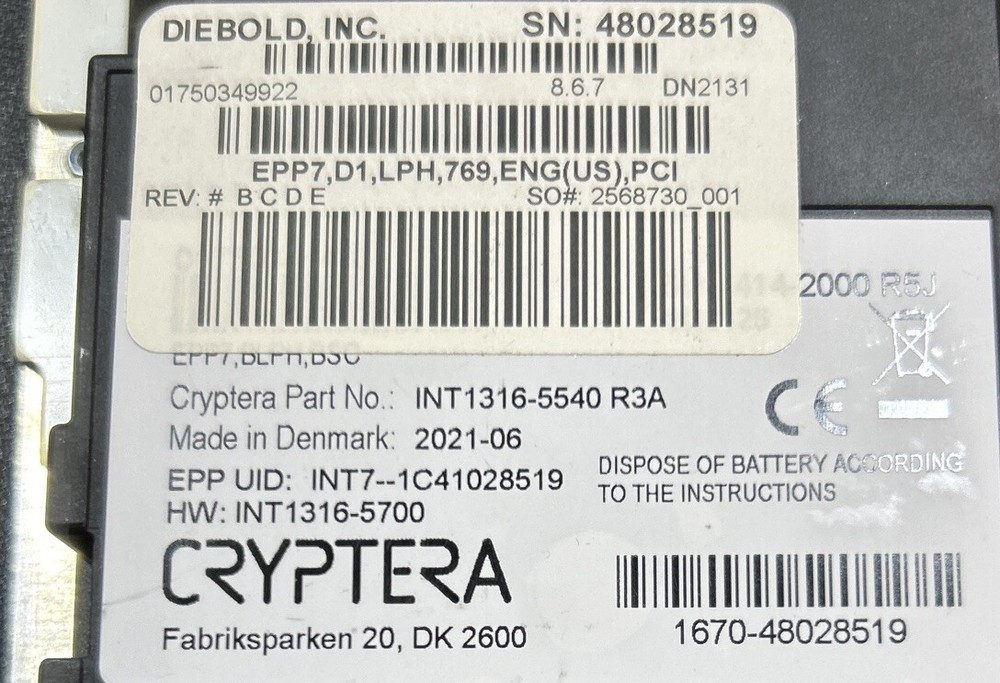 DIEBOLD, INC. SN: 48028519
01750349922 8.6.7 DN2131
EPP7,D1,LPH,769,ENG(US),PCI
REV: # B C D E SO#: 2568730_001
2000 R5J
EPP7,BLPH,BSC
Cryptera Part No.: INT1316-5540 R3A
Made in Denmark: 2021-06
EPP UID: INT7--1C41028519
HW: INT1316-5700
CE
DISPOSE OF BATTERY ACCORDING
TO THE INSTRUCTIONS
CRYPTERA
Fabriksparken 20, DK 2600
1670-48028519